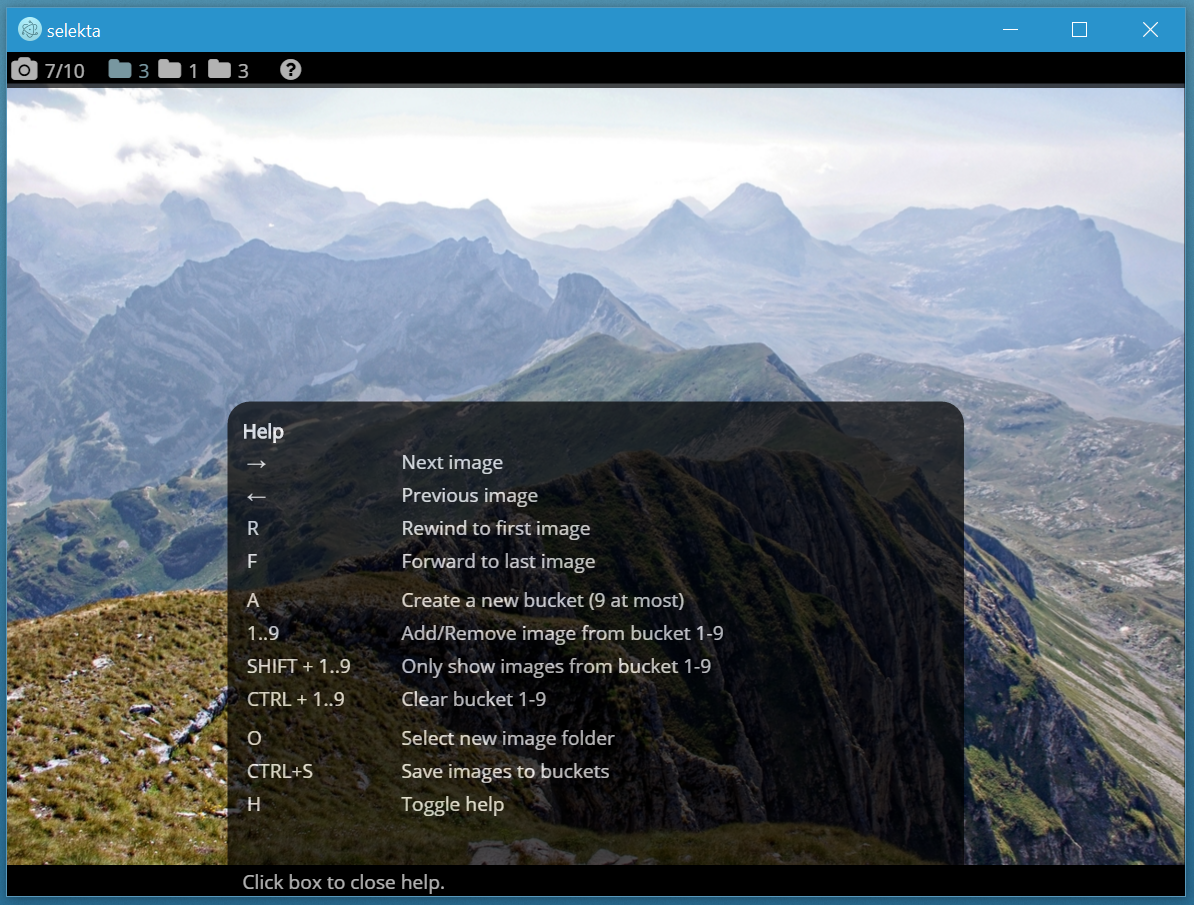 selekta
7/10 3 1 3 ?
Help
→ Next image
← Previous image
R Rewind to first image
F Forward to last image
A Create a new bucket (9 at most)
1..9 Add/Remove image from bucket 1-9
SHIFT + 1..9 Only show images from bucket 1-9
CTRL + 1..9 Clear bucket 1-9
O Select new image folder
CTRL+S Save images to buckets
H Toggle help
Click box to close help.